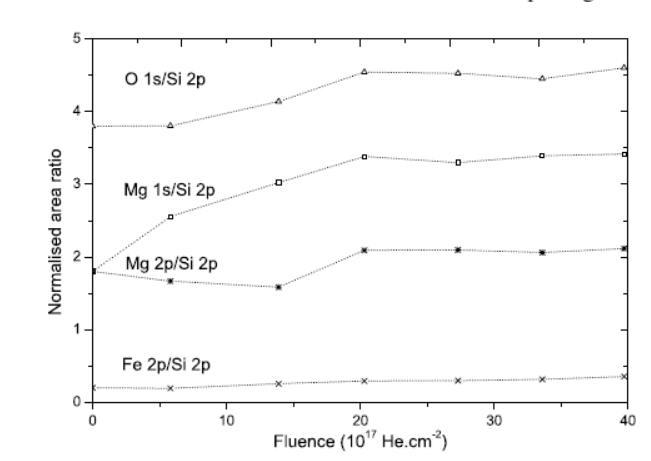 5
O 1s/Si 2p
4
Mg 1s/Si 2p
3
Normalised area ratio
Mg 2p/Si 2p
2
1
Fe 2p/Si 2p
0
0 10 20 30 40
Fluence (10¹⁷ He.cm⁻²)